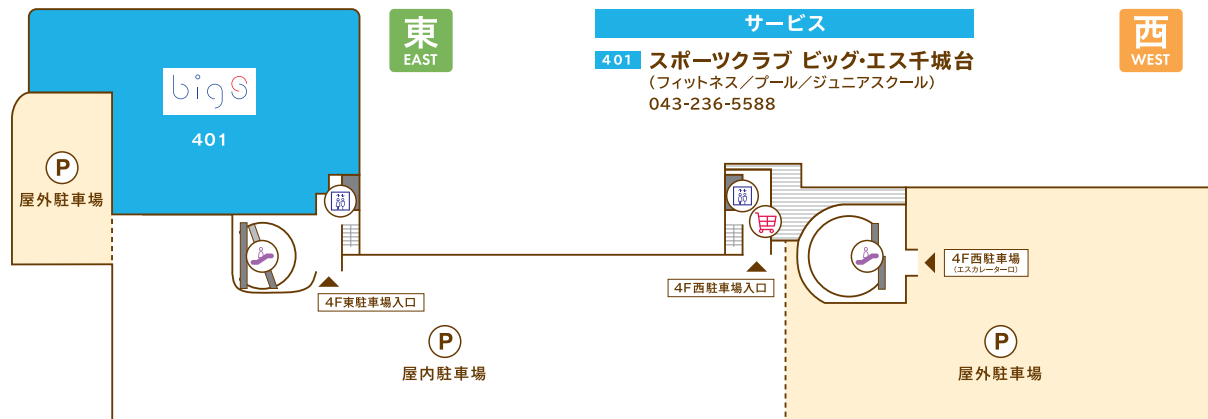 東
EAST
サービス
401 スポーツクラブ ビッグ・エス千城台
(フィットネス／プール／ジュニアスクール)
043-236-5588
西
WEST
bigs
401
P
屋外駐車場
4F東駐車場入口
4F西駐車場入口
4F西駐車場
(エスカレーター口)
P
屋内駐車場
P
屋外駐車場